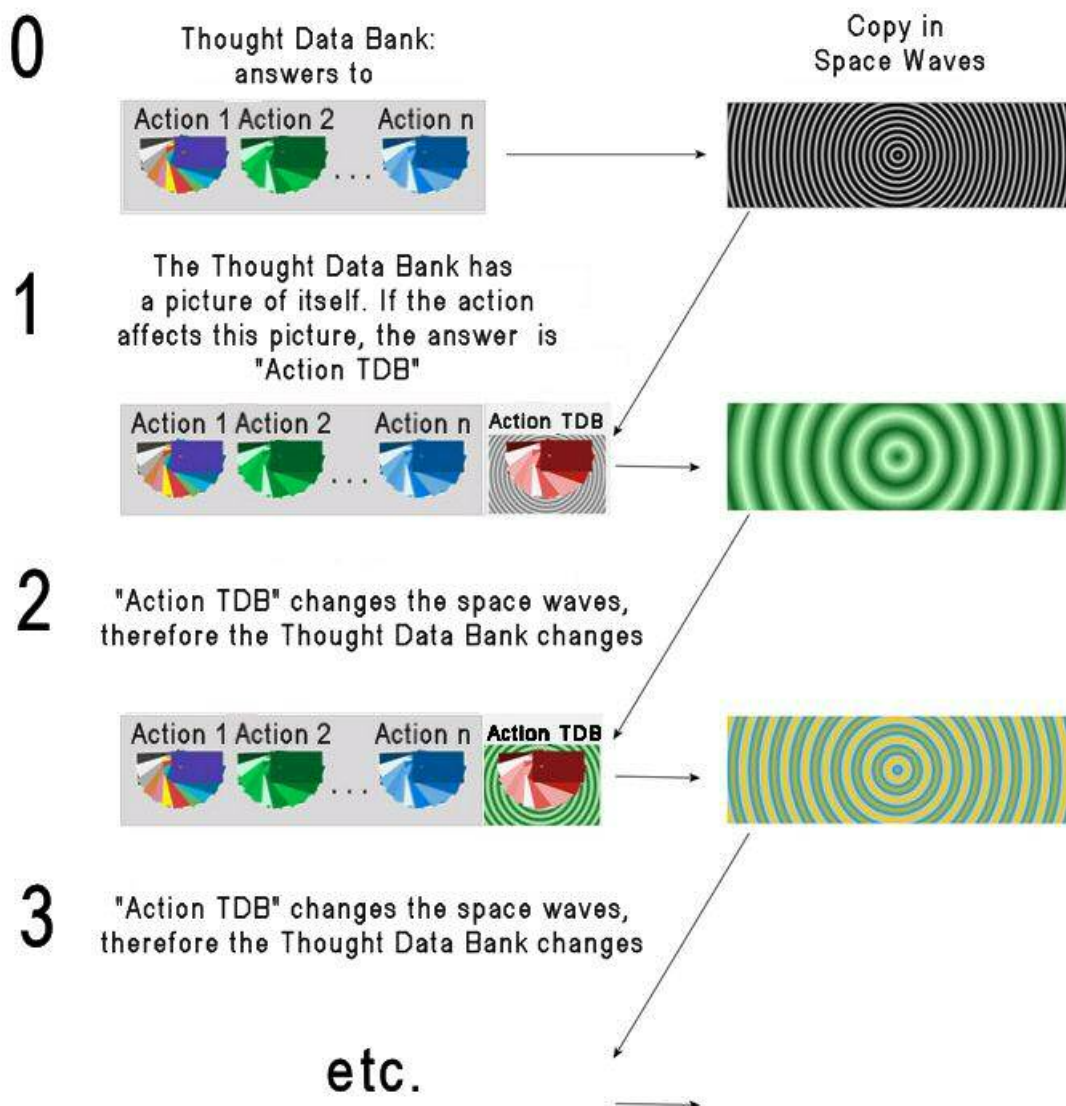 0
Thought Data Bank:
answers to
Copy in
Space Waves
Action 1 Action 2 Action n
. . .
1
The Thought Data Bank has
a picture of itself. If the action
affects this picture, the answer is
"Action TDB"
Action 1 Action 2 Action n Action TDB
. . .
2
"Action TDB" changes the space waves,
therefore the Thought Data Bank changes
Action 1 Action 2 Action n Action TDB
. . .
3
"Action TDB" changes the space waves,
therefore the Thought Data Bank changes
etc.